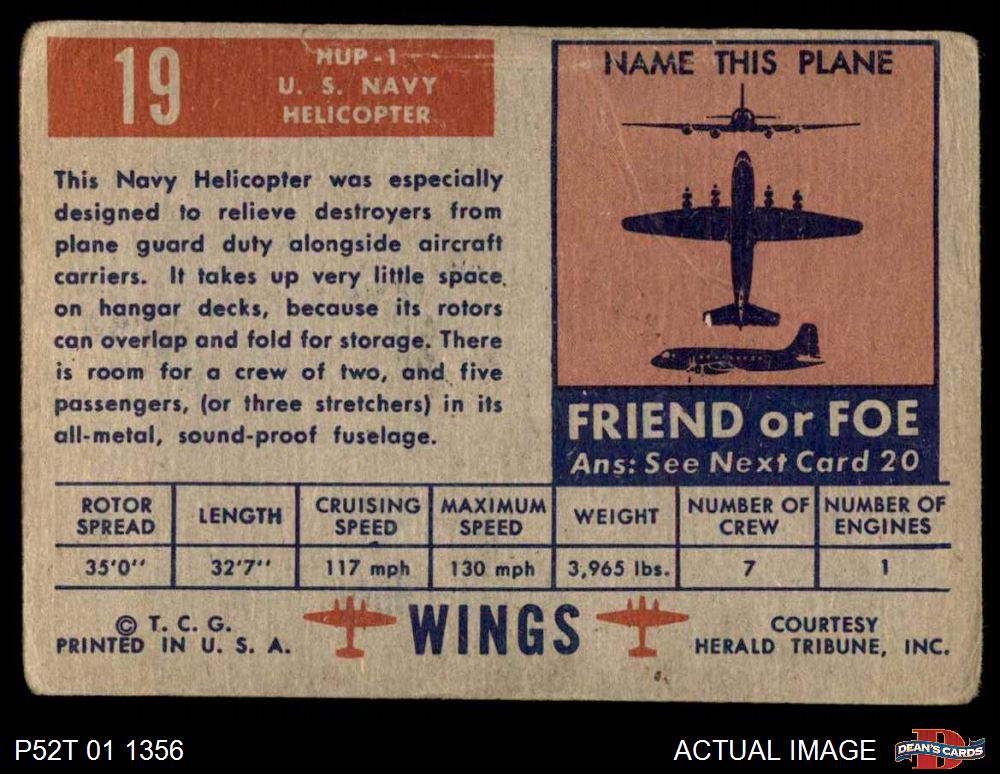 19
HUP-1
U. S. NAVY
HELICOPTER
This Navy Helicopter was especially
designed to relieve destroyers from
plane guard duty alongside aircraft
carriers. It takes up very little space
on hangar decks, because its rotors
can overlap and fold for storage. There
is room for a crew of two, and five
passengers, (or three stretchers) in its
all-metal, sound-proof fuselage.
NAME THIS PLANE
FRIEND or FOE
Ans: See Next Card 20
ROTOR SPREAD LENGTH CRUISING SPEED MAXIMUM SPEED WEIGHT NUMBER OF CREW NUMBER OF ENGINES
35'0'' 32'7'' 117 mph 130 mph 3,965 lbs. 7 1
© T. C. G.
PRINTED IN U. S. A.
WINGS
COURTESY
HERALD TRIBUNE, INC.
P52T 01 1356
ACTUAL IMAGE
D
DEAN'S CARDS